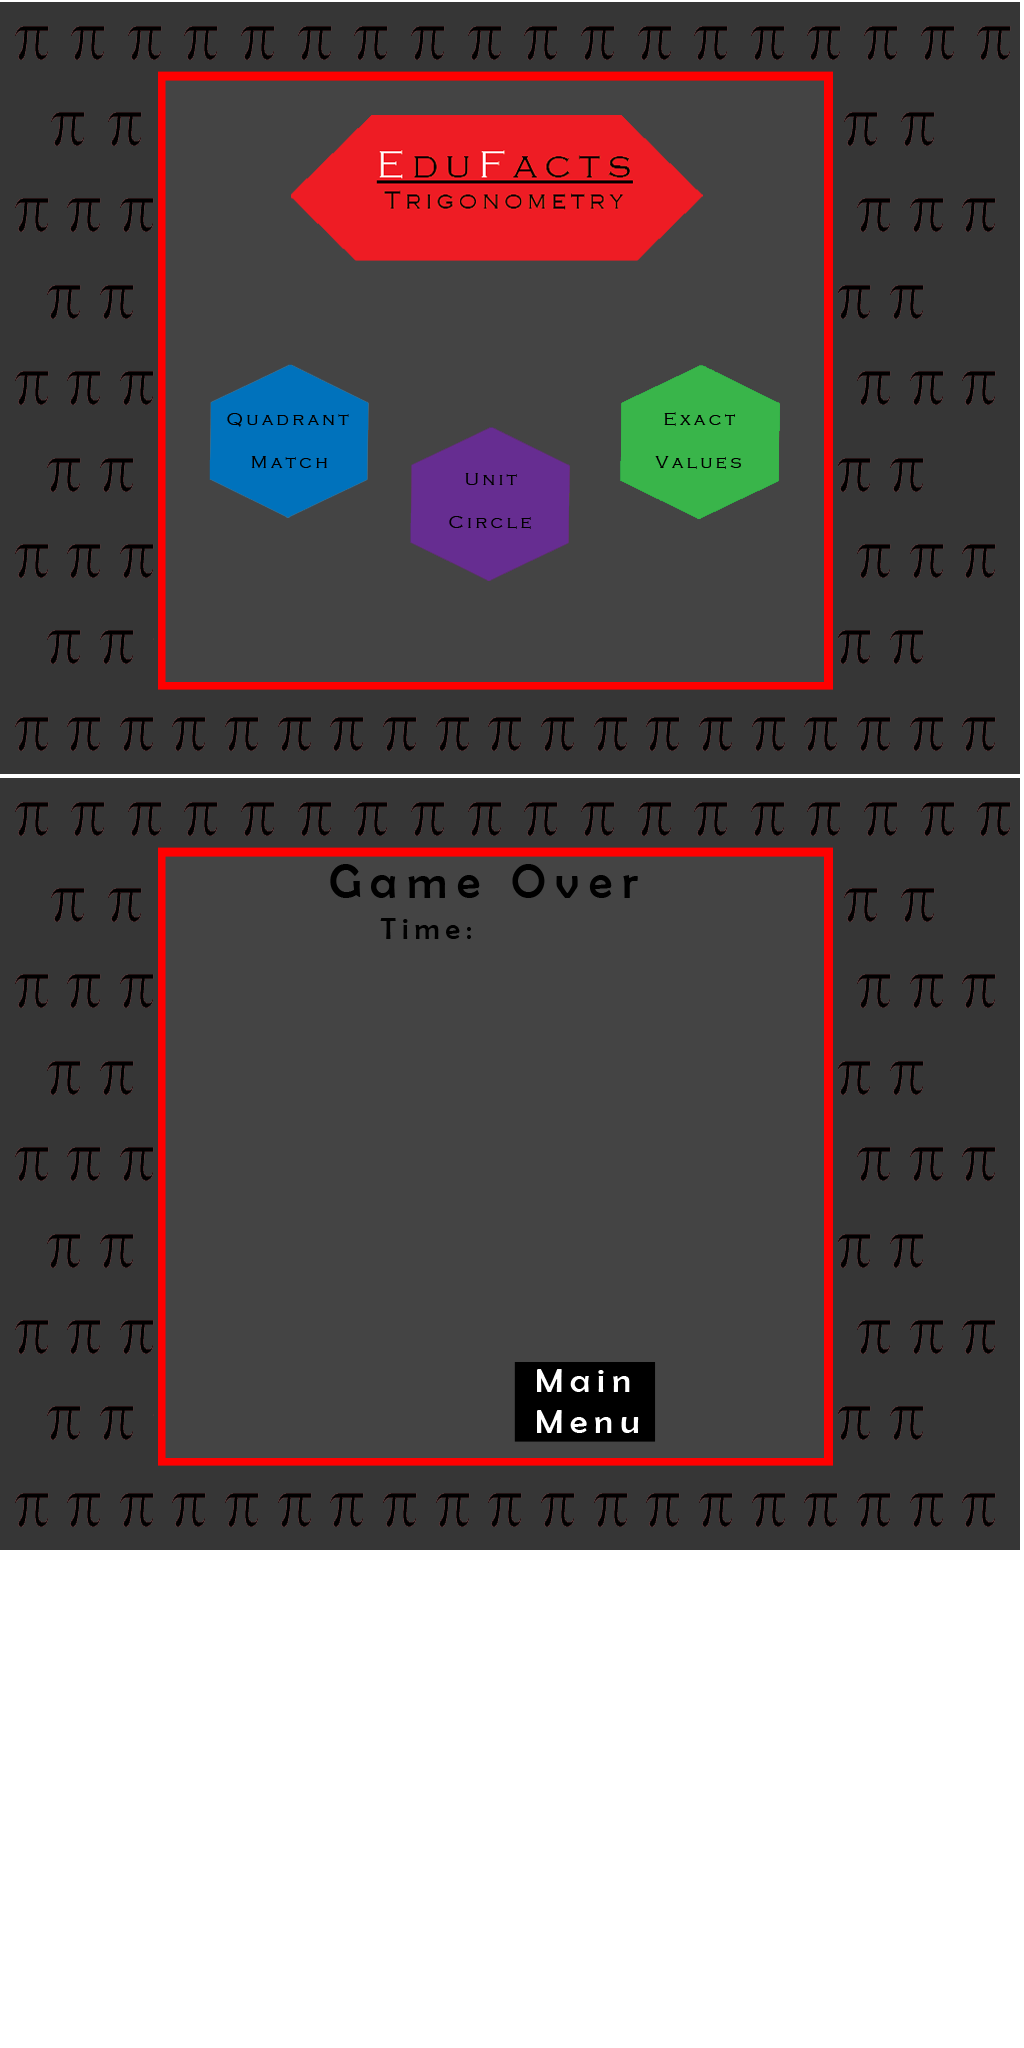 π π π π π π π π π π π π π π π π π π
π π π π
EDUFACTS
TRIGONOMETRY
π π π π π π
π π π π
π π π π π π
QUADRANT
MATCH
EXACT
VALUES
π π π π
UNIT
CIRCLE
π π π π π π
π π π π
π π π π π π π π π π π π π π π π π π π
π π π π π π π π π π π π π π π π π π
Game Over
π π π π
Time:
π π π π π π
π π π π
π π π π π π
π π π π
π π π π π π
Main
Menu
π π π π
π π π π π π π π π π π π π π π π π π π